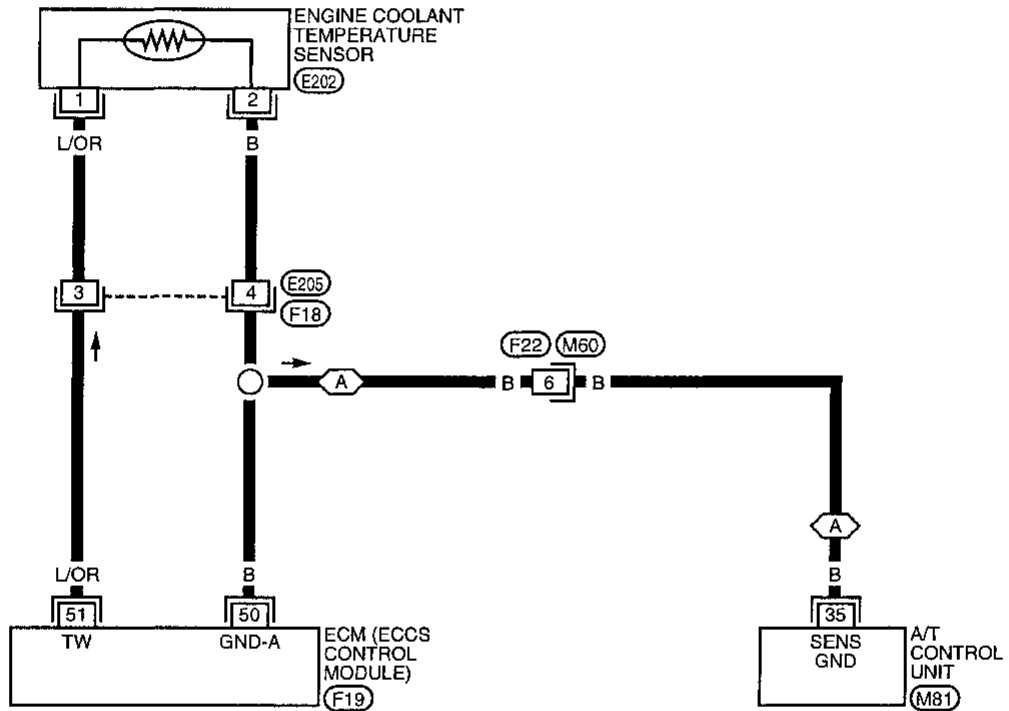 ENGINE COOLANT
TEMPERATURE
SENSOR
E202
1
2
L/OR
B
3
4
E205
F18
F22
M60
A
B
6
B
A
L/OR
B
B
51
50
35
TW
GND-A
ECM (ECCS
CONTROL
MODULE)
F19
SENS
GND
A/T
CONTROL
UNIT
M81